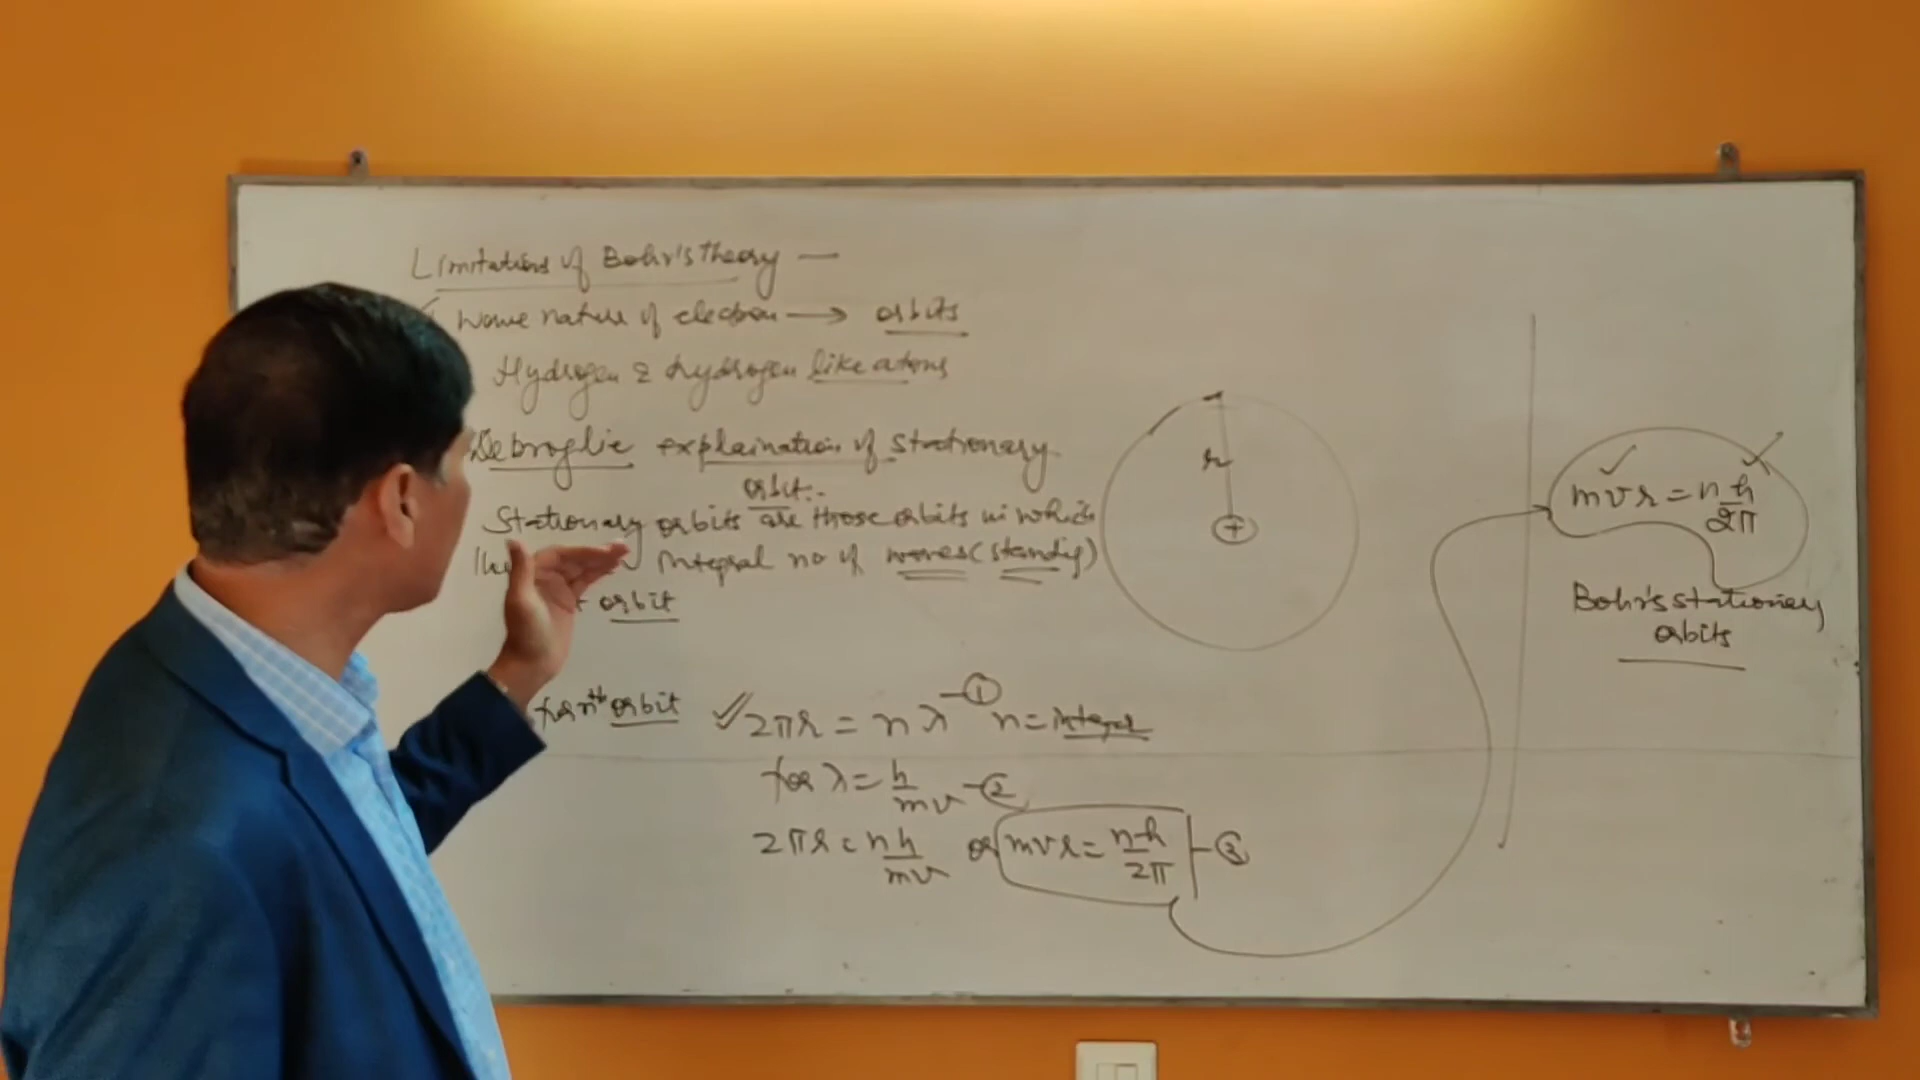 Limitations of Bohr's theory —
wave nature of electron → orbits
Hydrogen & hydrogen like atoms
Debroglie explaination of stationary
orbit.
Stationary orbits are those orbits in which
Integral no of waves (standig)
orbit
r
+
for nth orbit ✓ 2πr = nλ —① n = integer
for λ = h/mv —②
2πr = nh/mv or mvr = nh/2π —③
mvr = nh/2π
Bohr's stationary
orbits